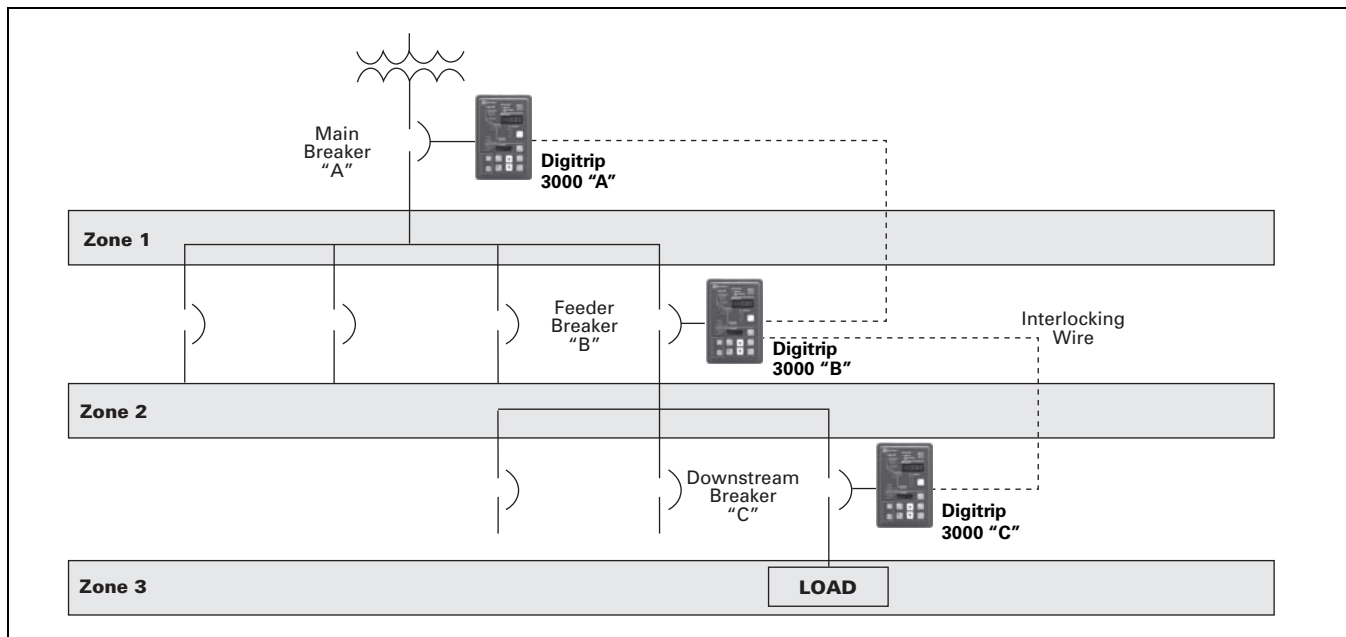 Main
Breaker
“A”
Digitrip
3000 “A”
Zone 1
Feeder
Breaker
“B”
Digitrip
3000 “B”
Interlocking
Wire
Zone 2
Downstream
Breaker
“C”
Digitrip
3000 “C”
Zone 3
LOAD